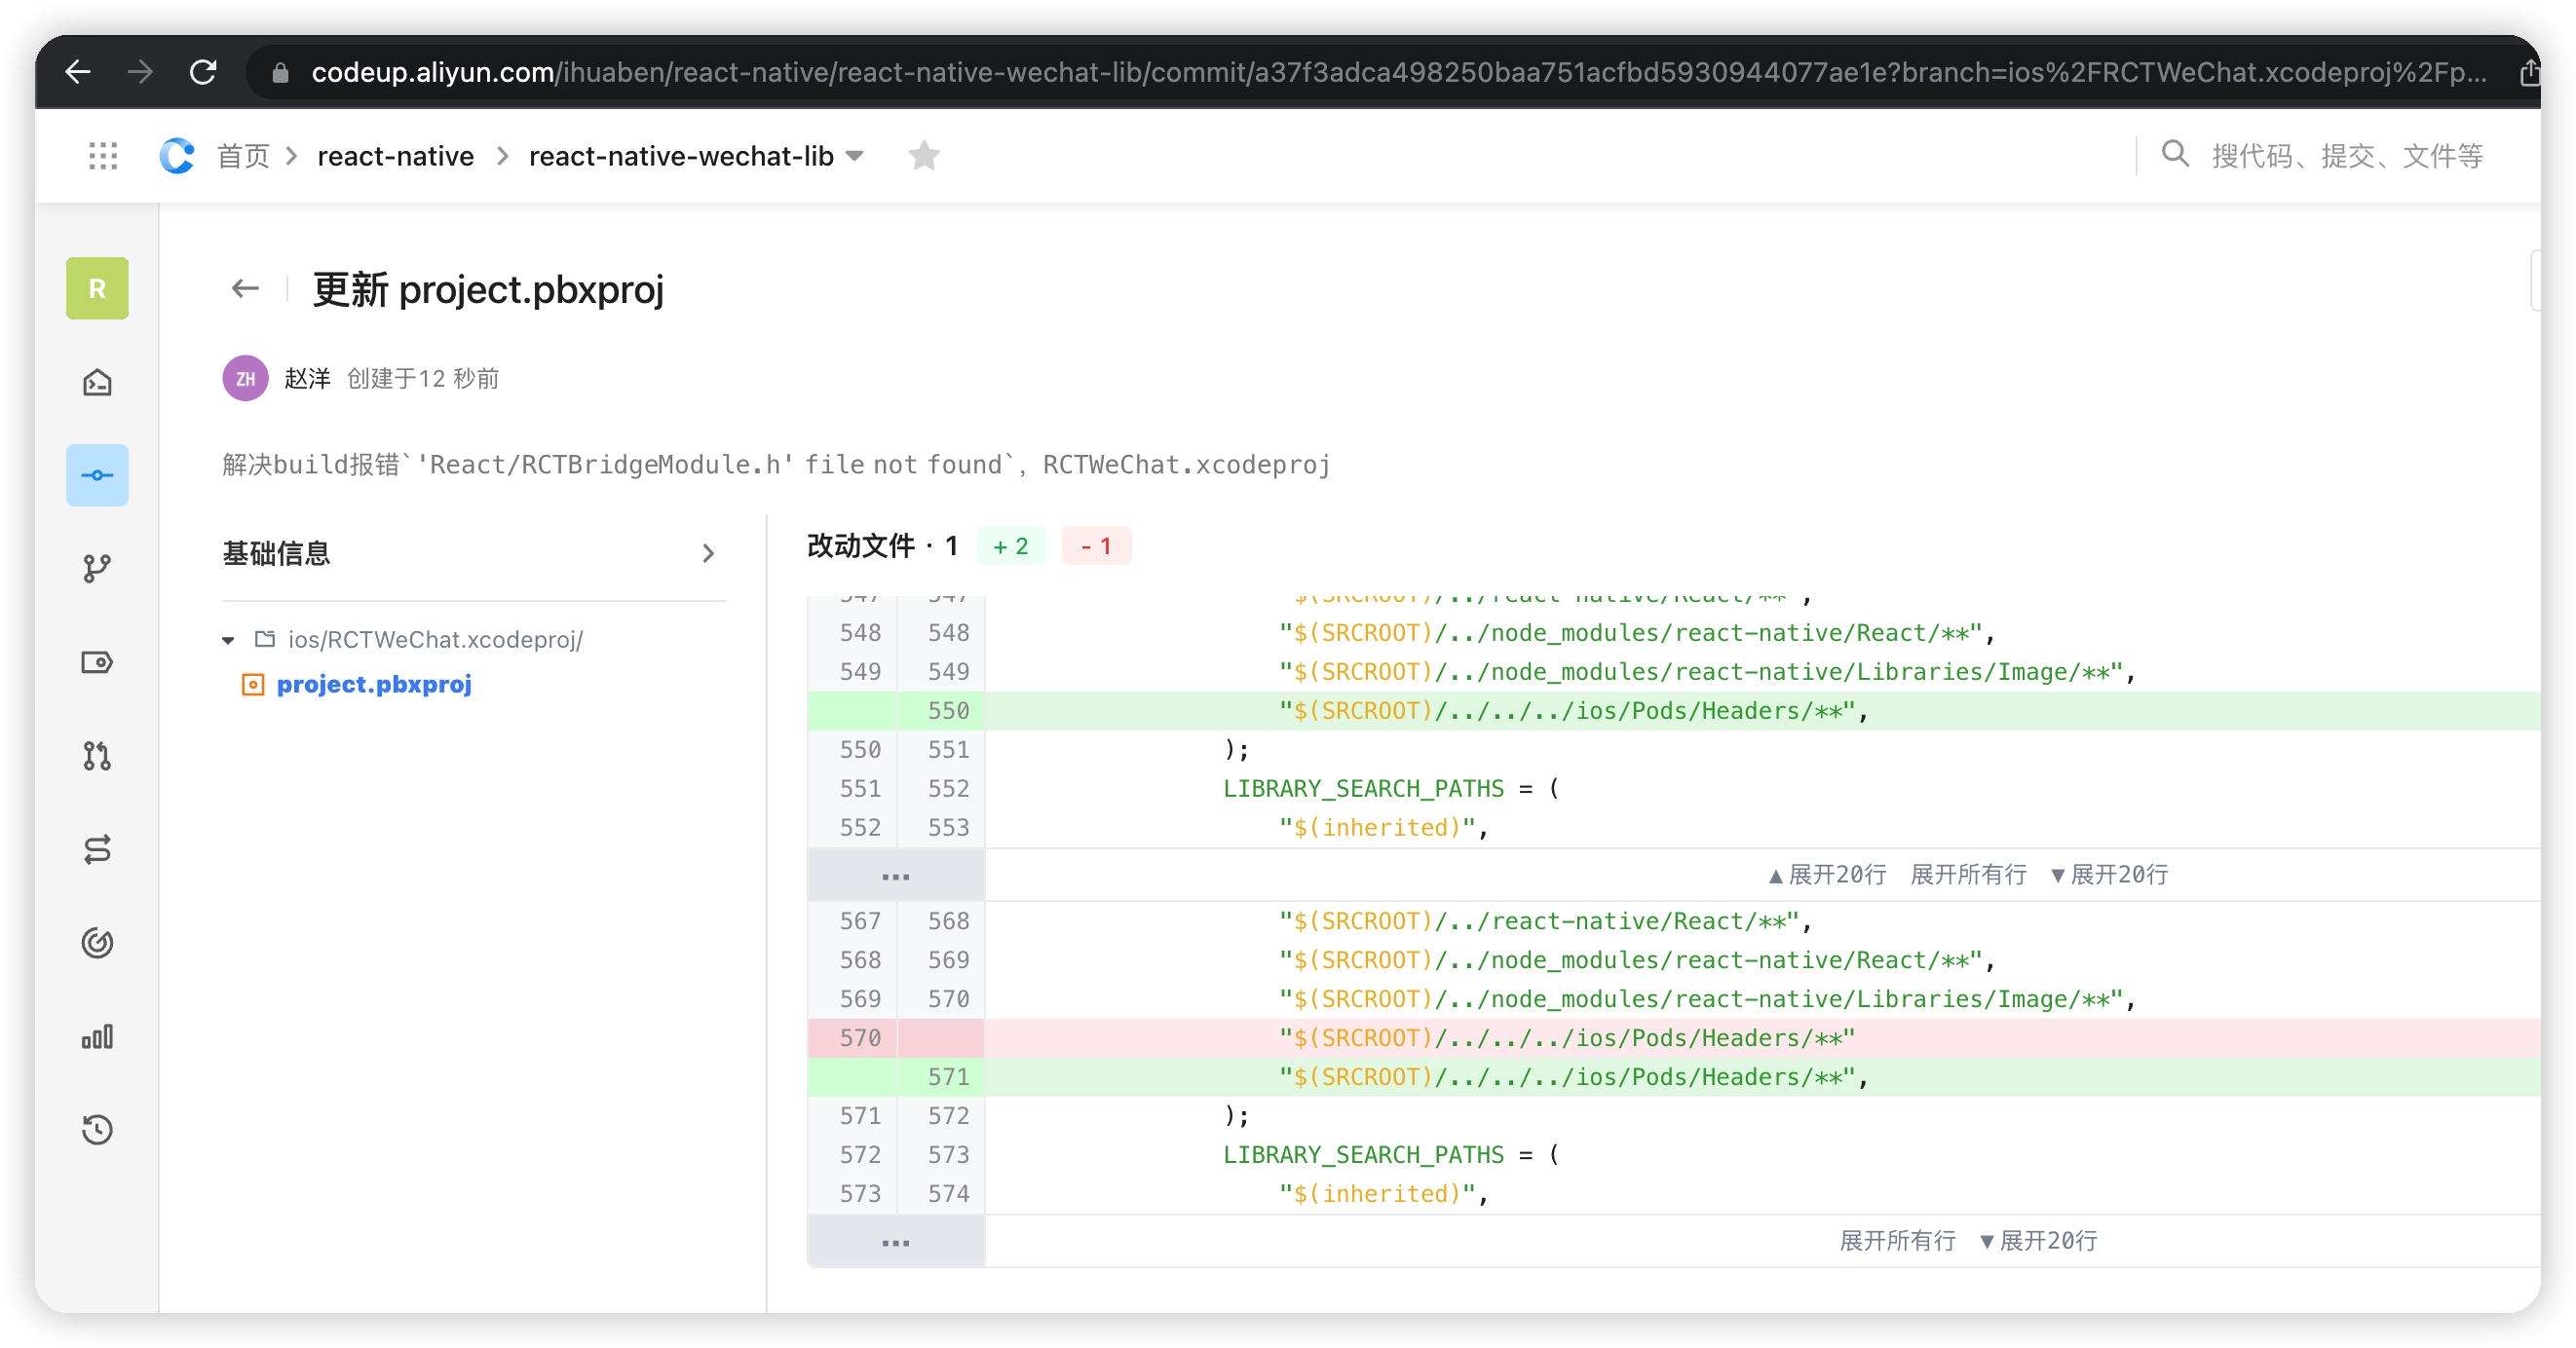 codeup.aliyun.com/ihuaben/react-native/react-native-wechat-lib/commit/a37f3adca498250baa751acfbd5930944077ae1e?branch=ios%2FRCTWeChat.xcodeproj%2Fp...
首页 > react-native > react-native-wechat-lib
搜代码、提交、文件等
R
更新 project.pbxproj
ZH 赵洋 创建于12 秒前
解决build报错`'React/RCTBridgeModule.h' file not found`，RCTWeChat.xcodeproj
基础信息
ios/RCTWeChat.xcodeproj/
project.pbxproj
改动文件 · 1 + 2 - 1
547 547 "$(SRCROOT)/../react-native/React/**",
548 548 "$(SRCROOT)/../node_modules/react-native/React/**",
549 549 "$(SRCROOT)/../node_modules/react-native/Libraries/Image/**",
550 "$(SRCROOT)/../../../ios/Pods/Headers/**",
550 551 );
551 552 LIBRARY_SEARCH_PATHS = (
552 553 "$(inherited)",
... ▲展开20行 展开所有行 ▼展开20行
567 568 "$(SRCROOT)/../react-native/React/**",
568 569 "$(SRCROOT)/../node_modules/react-native/React/**",
569 570 "$(SRCROOT)/../node_modules/react-native/Libraries/Image/**",
570 "$(SRCROOT)/../../../ios/Pods/Headers/**"
571 "$(SRCROOT)/../../../ios/Pods/Headers/**",
571 572 );
572 573 LIBRARY_SEARCH_PATHS = (
573 574 "$(inherited)",
... 展开所有行 ▼展开20行